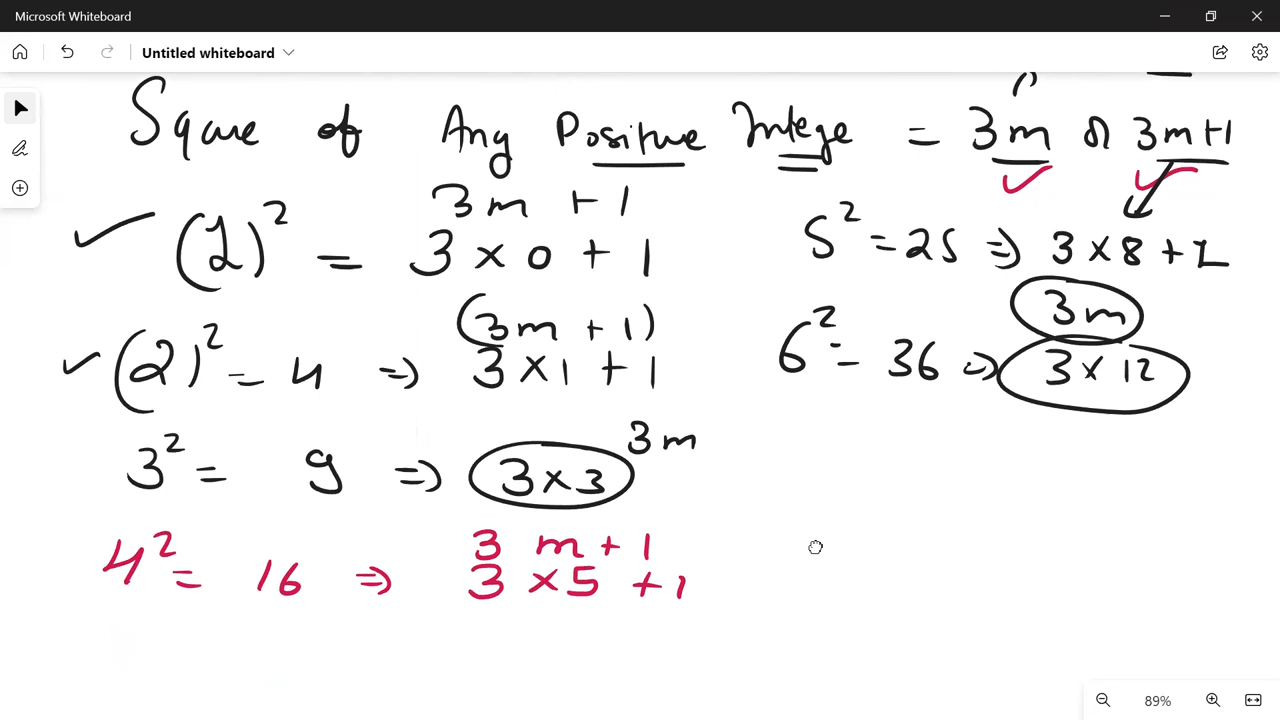 Microsoft Whiteboard
Untitled whiteboard
Sqare of Any Positive Intege = 3m or 3m+1
3m + 1
(1)² = 3 × 0 + 1
(3m + 1)
(2)² = 4 ⇒ 3 × 1 + 1
3² = 9 ⇒ 3×3 3m
3 m + 1
4² = 16 ⇒ 3 × 5 + 1
5² = 25 ⇒ 3 × 8 + 1
3m
6² = 36 ⇒ 3 × 12
89%